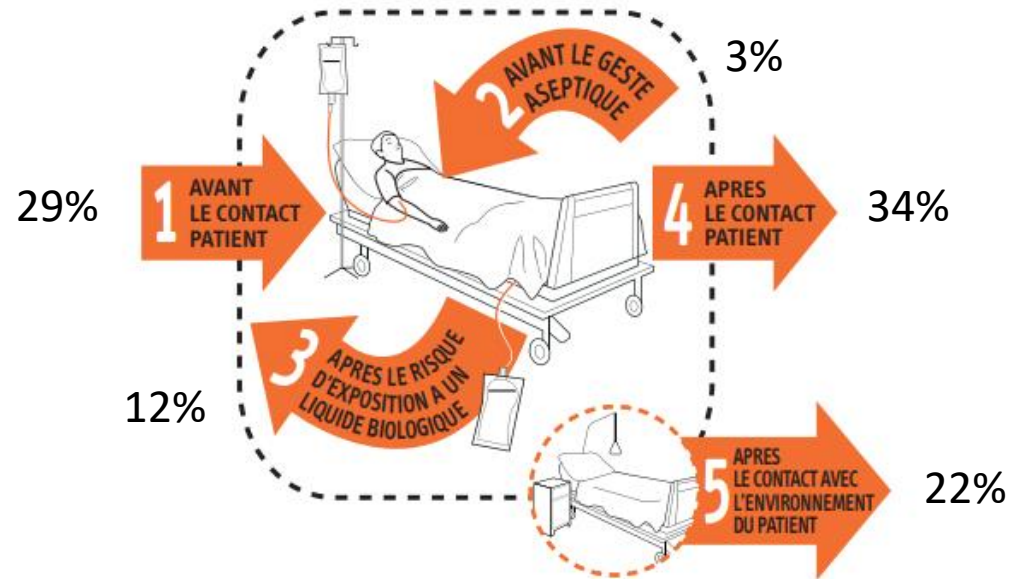 29%
1
AVANT
LE CONTACT
PATIENT
2
AVANT LE GESTE
ASEPTIQUE
3%
3
APRES LE RISQUE
D'EXPOSITION A UN
LIQUIDE BIOLOGIQUE
12%
4
APRES
LE CONTACT
PATIENT
34%
5
APRES
LE CONTACT AVEC
L'ENVIRONNEMENT
DU PATIENT
22%